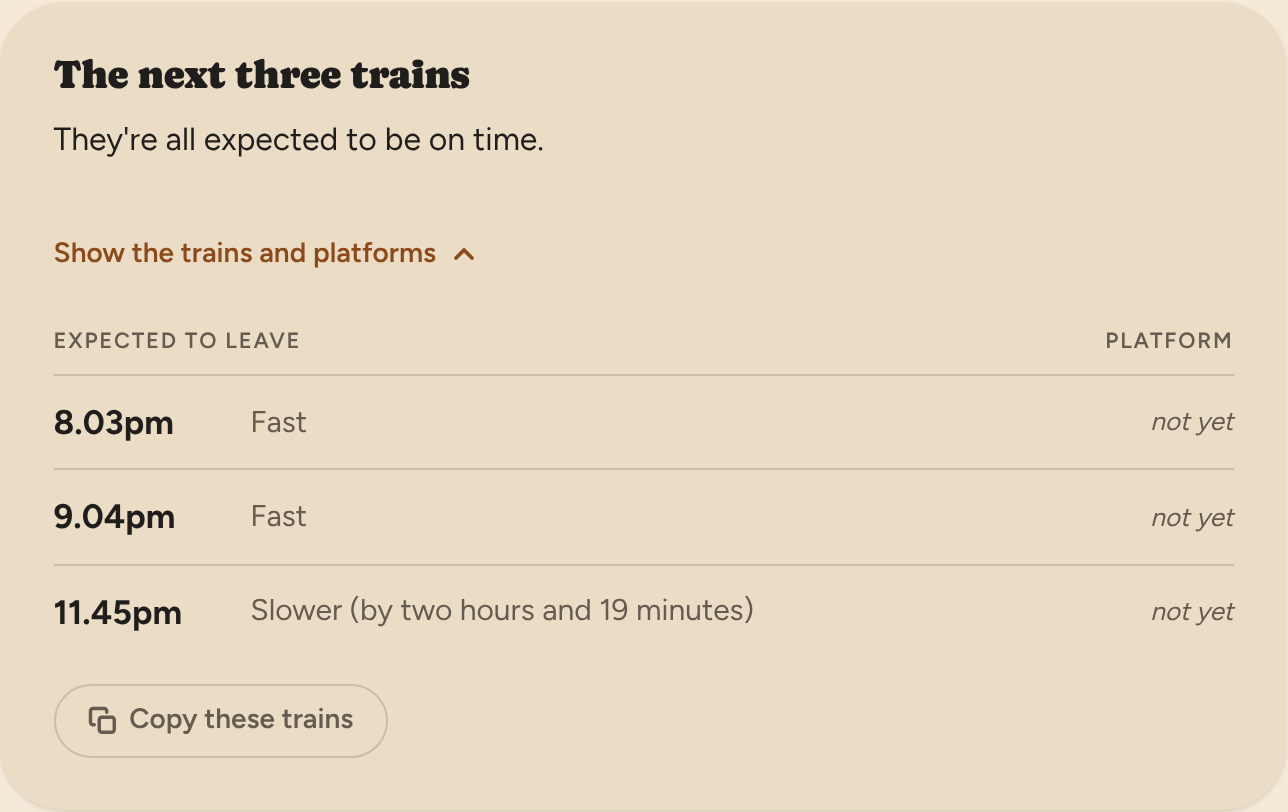 The next three trains
They're all expected to be on time.
Show the trains and platforms
EXPECTED TO LEAVE PLATFORM
8.03pm Fast not yet
9.04pm Fast not yet
11.45pm Slower (by two hours and 19 minutes) not yet
Copy these trains